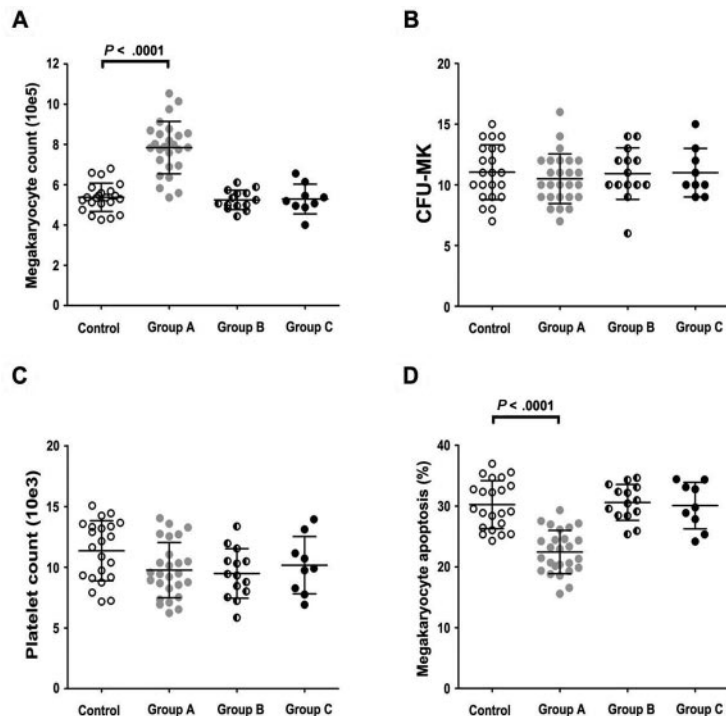 A
P < .0001
Megakaryocyte count (10e5)
12
10
8
6
4
2
0
Control
Group A
Group B
Group C
B
CFU-MK
20
15
10
5
0
Control
Group A
Group B
Group C
C
Platelet count (10e3)
20
15
10
5
0
Control
Group A
Group B
Group C
D
P < .0001
Megakaryocyte apoptosis (%)
40
30
20
10
0
Control
Group A
Group B
Group C